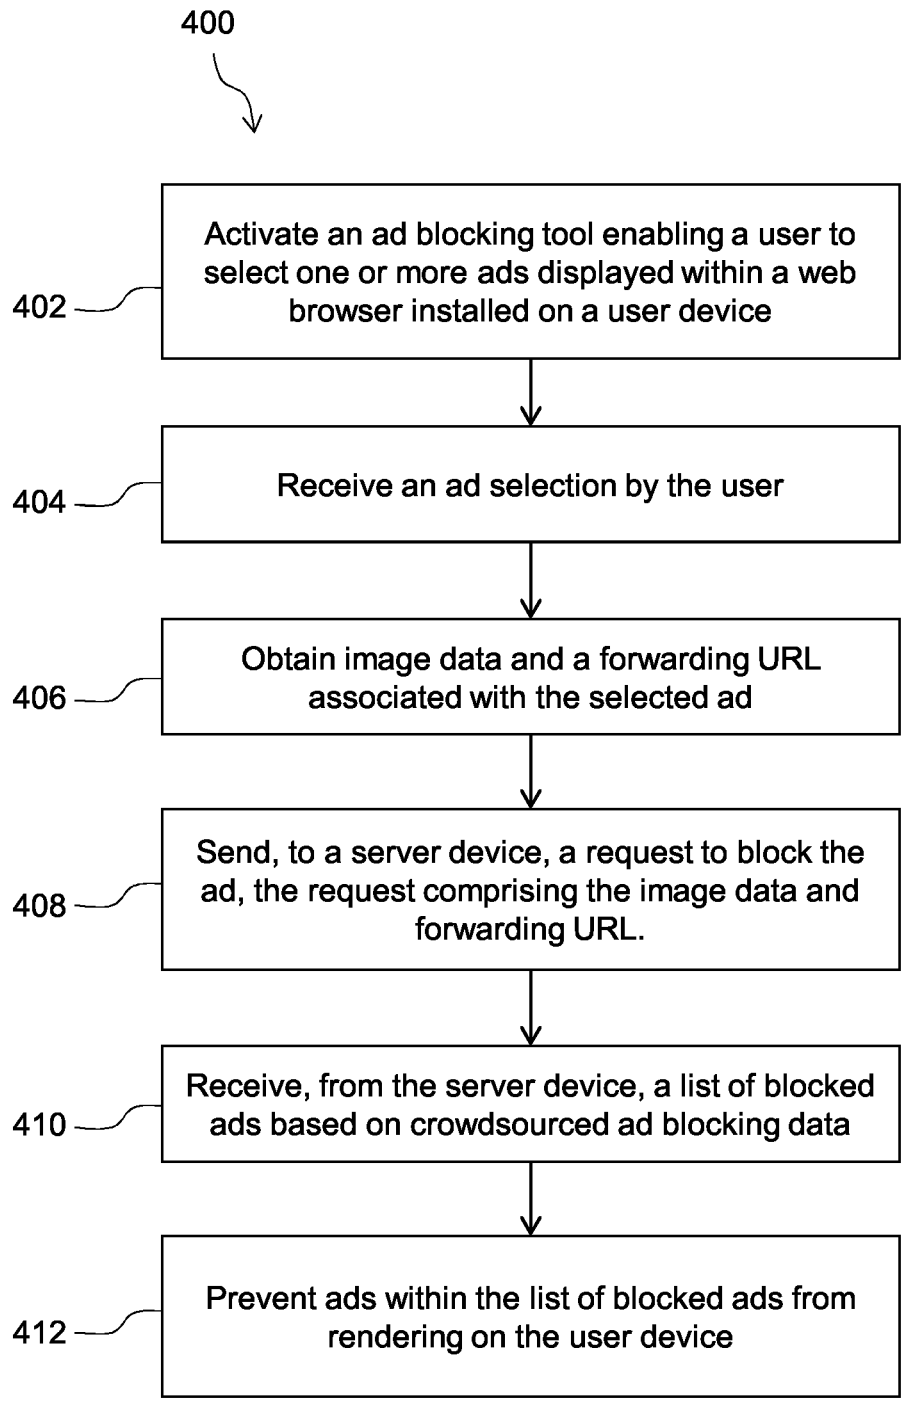 400
402
Activate an ad blocking tool enabling a user to
select one or more ads displayed within a web
browser installed on a user device
404
Receive an ad selection by the user
406
Obtain image data and a forwarding URL
associated with the selected ad
408
Send, to a server device, a request to block the
ad, the request comprising the image data and
forwarding URL.
410
Receive, from the server device, a list of blocked
ads based on crowdsourced ad blocking data
412
Prevent ads within the list of blocked ads from
rendering on the user device